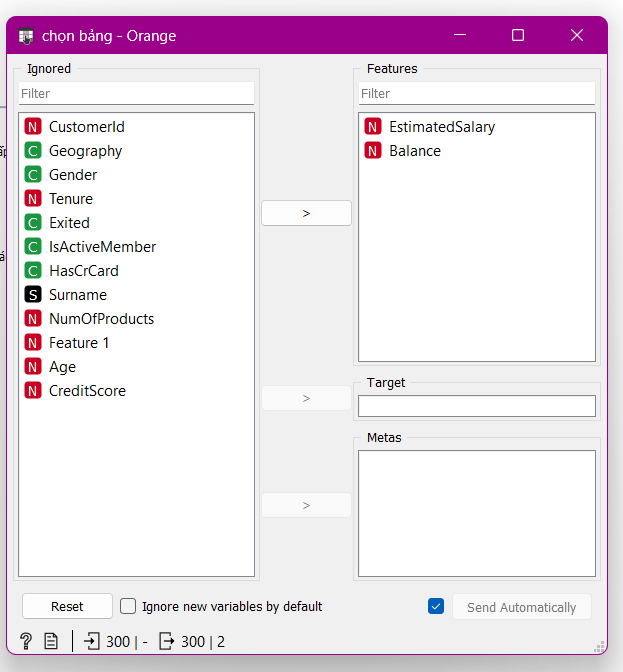 chọn bảng - Orange
Ignored
Filter
N CustomerId
C Geography
C Gender
N Tenure
C Exited
C IsActiveMember
C HasCrCard
S Surname
N NumOfProducts
N Feature 1
N Age
N CreditScore
>
>
>
Features
Filter
N EstimatedSalary
N Balance
Target
Metas
Reset
Ignore new variables by default
Send Automatically
? 300 | - 300 | 2